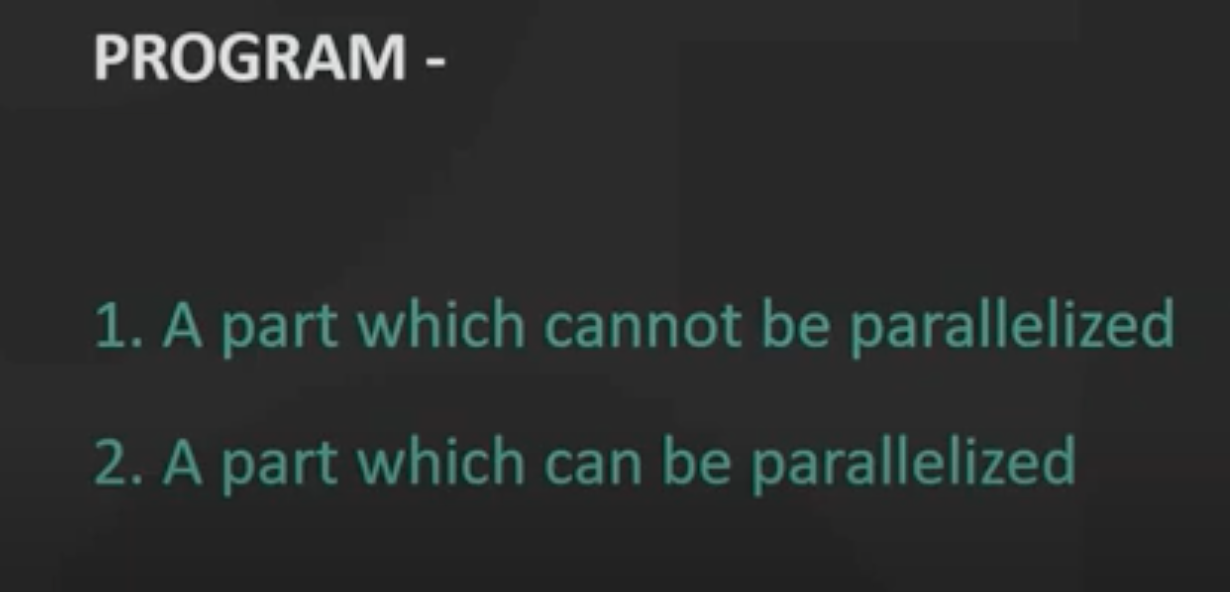 PROGRAM -
1. A part which cannot be parallelized
2. A part which can be parallelized